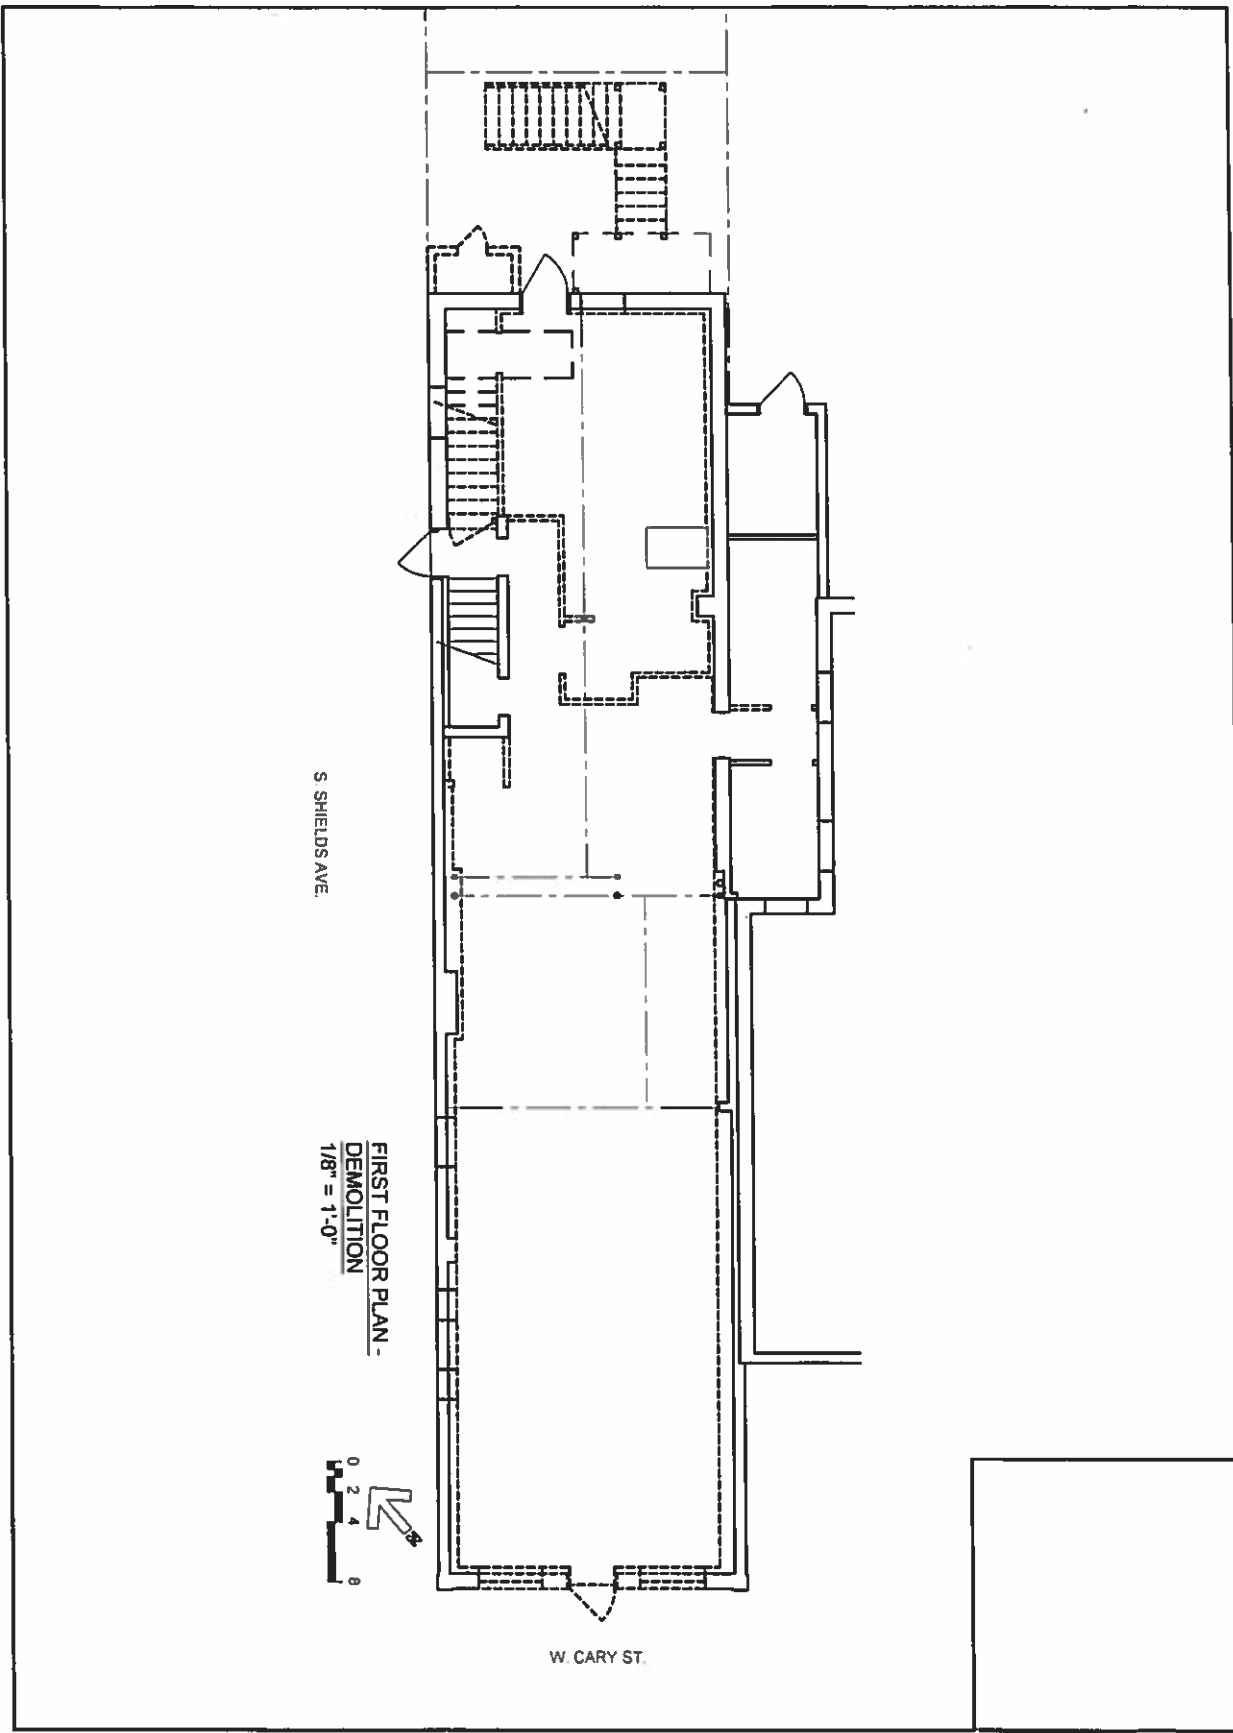 S. SHIELDS AVE.
FIRST FLOOR PLAN -
DEMOLITION
1/8" = 1'-0"
0 2 4 8
N
W. CARY ST.